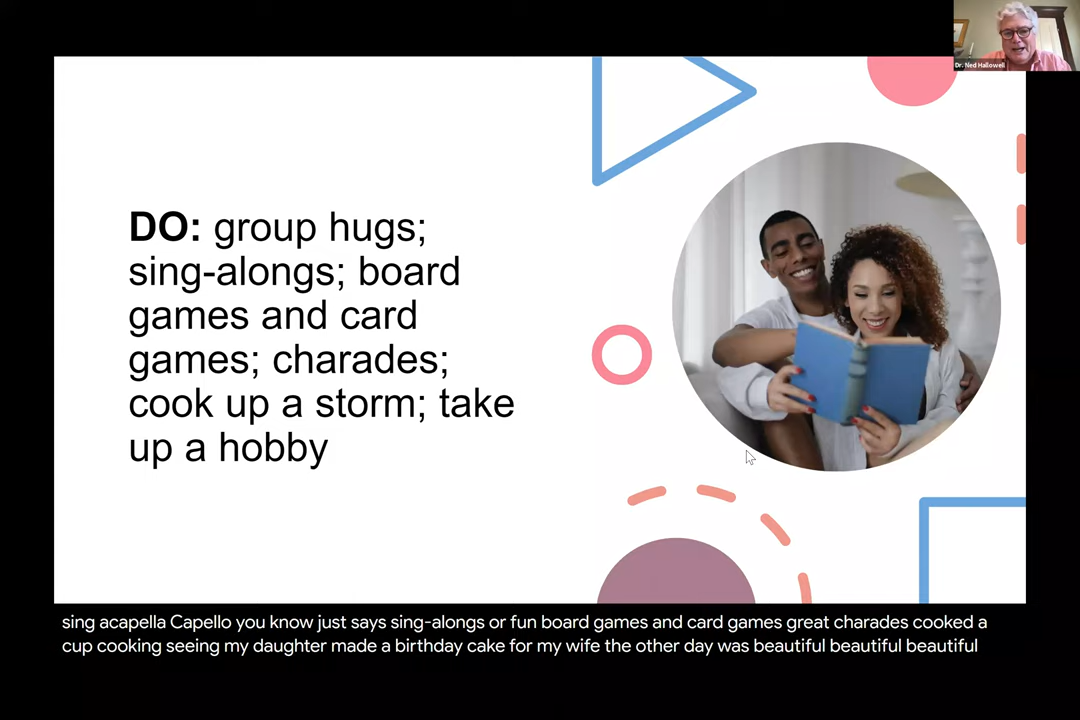 Dr. Ned Hallowell
DO: group hugs;
sing-alongs; board
games and card
games; charades;
cook up a storm; take
up a hobby
sing acapella Capello you know just says sing-alongs or fun board games and card games great charades cooked a
cup cooking seeing my daughter made a birthday cake for my wife the other day was beautiful beautiful beautiful